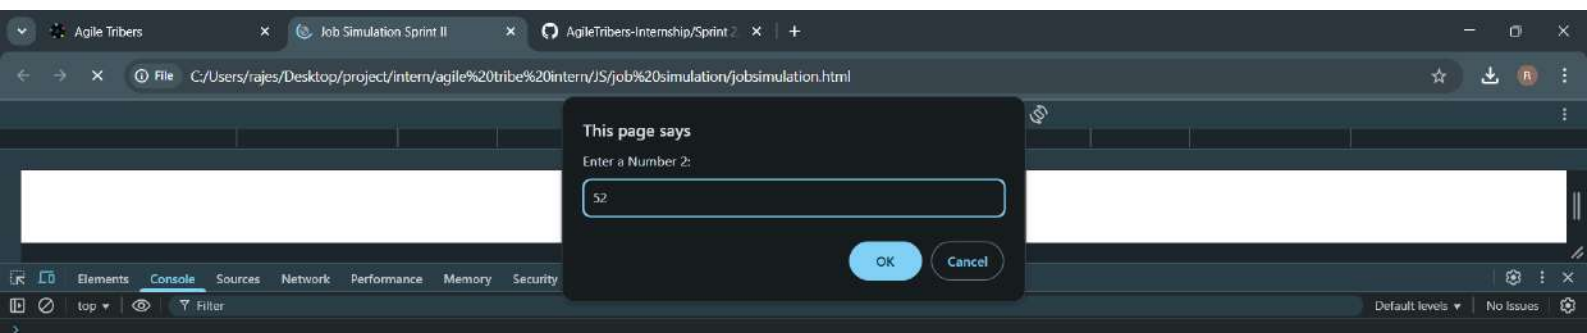 Agile Tribers
Job Simulation Sprint II
AgileTribers-Internship/Sprint 2
File C:/Users/rajes/Desktop/project/intern/agile%20tribe%20intern/JS/job%20simulation/jobsimulation.html
R
This page says
Enter a Number 2:
52
OK Cancel
Elements Console Sources Network Performance Memory Security
top Filter Default levels No Issues